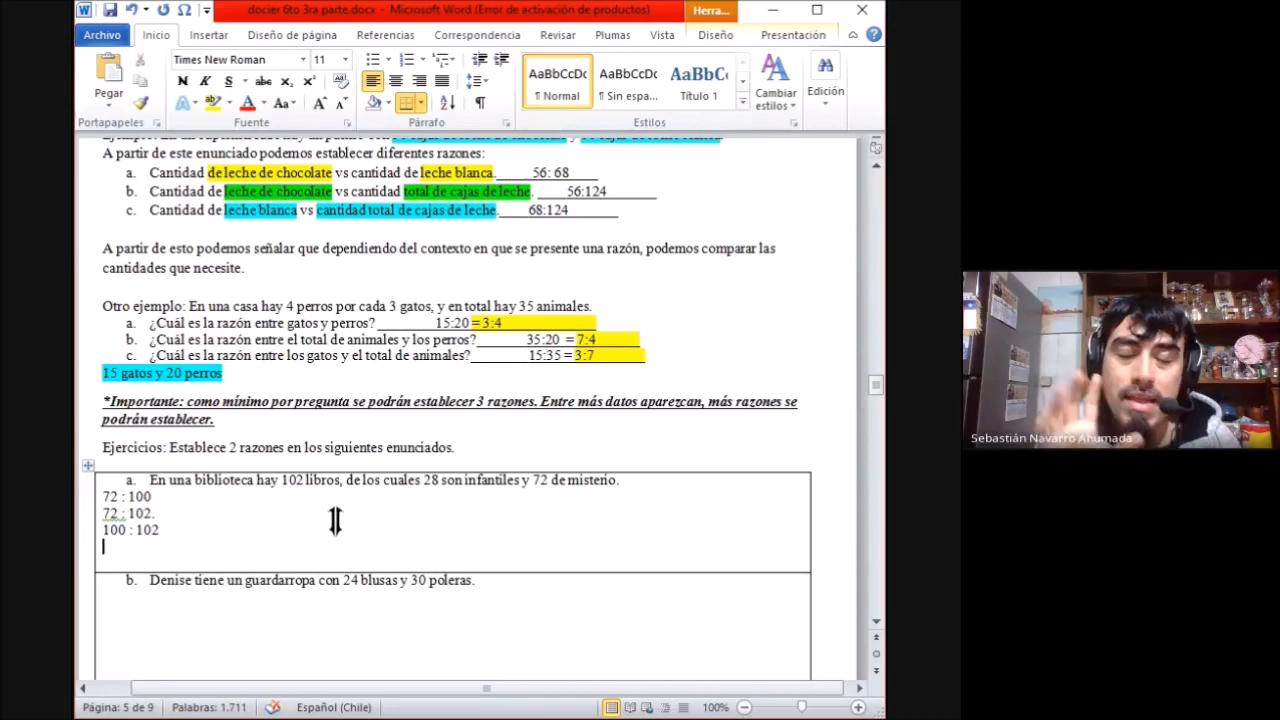 docier 6to 3ra parte.docx - Microsoft Word (Error de activación de productos)
Herra...
Archivo Inicio Insertar Diseño de página Referencias Correspondencia Revisar Plumas Vista Diseño Presentación
Pegar
Portapapeles
Times New Roman 11
N K S abc x₂ x²
A Aa A A
Fuente
Párrafo
AaBbCcDc AaBbCcDc AaBbC
¶ Normal ¶ Sin espa... Título 1
Estilos
Cambiar estilos
Edición
A partir de este enunciado podemos establecer diferentes razones:
a. Cantidad de leche de chocolate vs cantidad de leche blanca. 56: 68
b. Cantidad de leche de chocolate vs cantidad total de cajas de leche. 56:124
c. Cantidad de leche blanca vs cantidad total de cajas de leche. 68:124
A partir de esto podemos señalar que dependiendo del contexto en que se presente una razón, podemos comparar las
cantidades que necesite.
Otro ejemplo: En una casa hay 4 perros por cada 3 gatos, y en total hay 35 animales.
a. ¿Cuál es la razón entre gatos y perros? 15:20 = 3:4
b. ¿Cuál es la razón entre el total de animales y los perros? 35:20 = 7:4
c. ¿Cuál es la razón entre los gatos y el total de animales? 15:35 = 3:7
15 gatos y 20 perros
*Importante: como mínimo por pregunta se podrán establecer 3 razones. Entre más datos aparezcan, más razones se
podrán establecer.
Ejercicios: Establece 2 razones en los siguientes enunciados.
a. En una biblioteca hay 102 libros, de los cuales 28 son infantiles y 72 de misterio.
72 : 100
72 : 102.
100 : 102
b. Denise tiene un guardarropa con 24 blusas y 30 poleras.
Sebastián Navarro Ahumada
Página: 5 de 9 Palabras: 1.711 Español (Chile) 100%